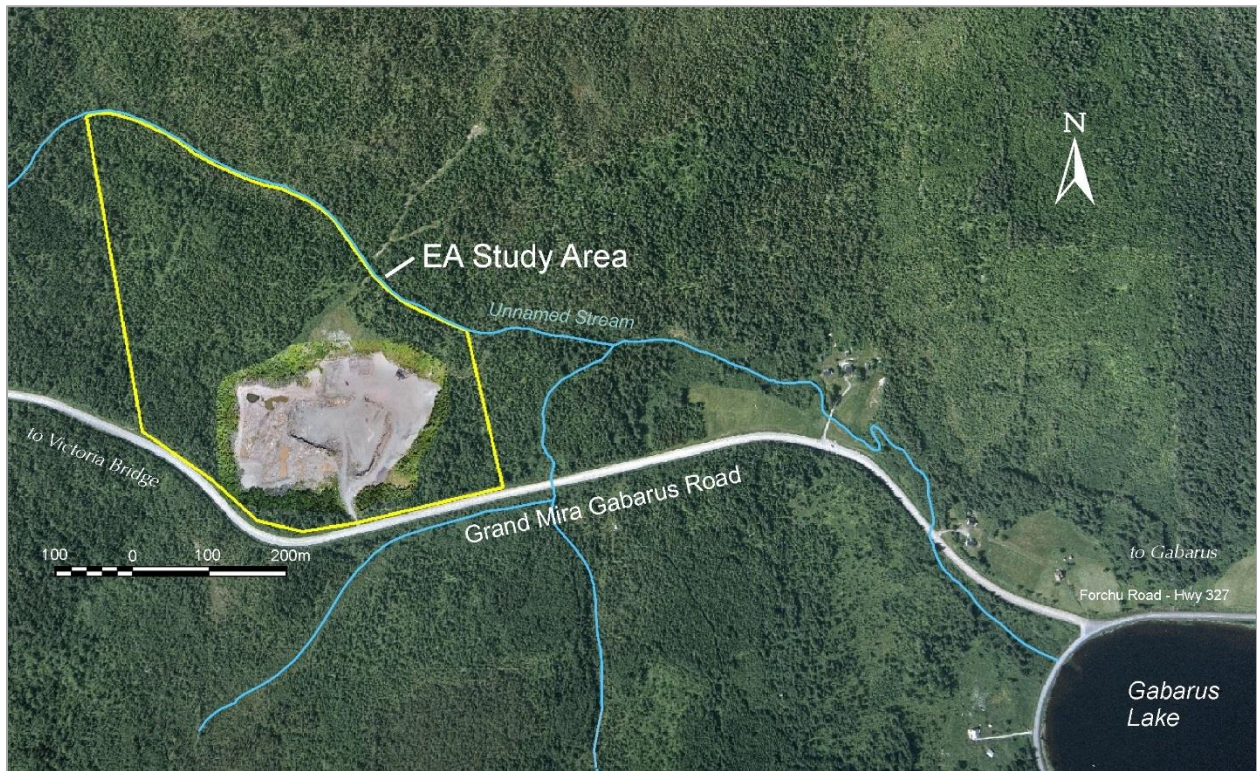 N
EA Study Area
Unnamed Stream
to Victoria Bridge
Grand Mira Gabarus Road
100 0 100 200m
to Gabarus
Forchu Road - Hwy 327
Gabarus
Lake